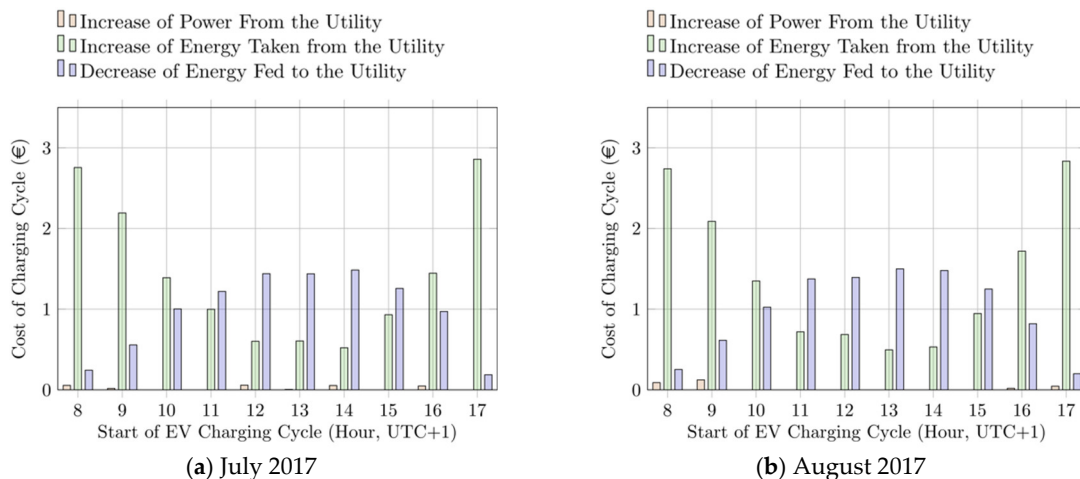 Increase of Power From the Utility
Increase of Energy Taken from the Utility
Decrease of Energy Fed to the Utility
Cost of Charging Cycle (€)
3
2
1
0
8 9 10 11 12 13 14 15 16 17
Start of EV Charging Cycle (Hour, UTC+1)
(a) July 2017
Increase of Power From the Utility
Increase of Energy Taken from the Utility
Decrease of Energy Fed to the Utility
Cost of Charging Cycle (€)
3
2
1
0
8 9 10 11 12 13 14 15 16 17
Start of EV Charging Cycle (Hour, UTC+1)
(b) August 2017